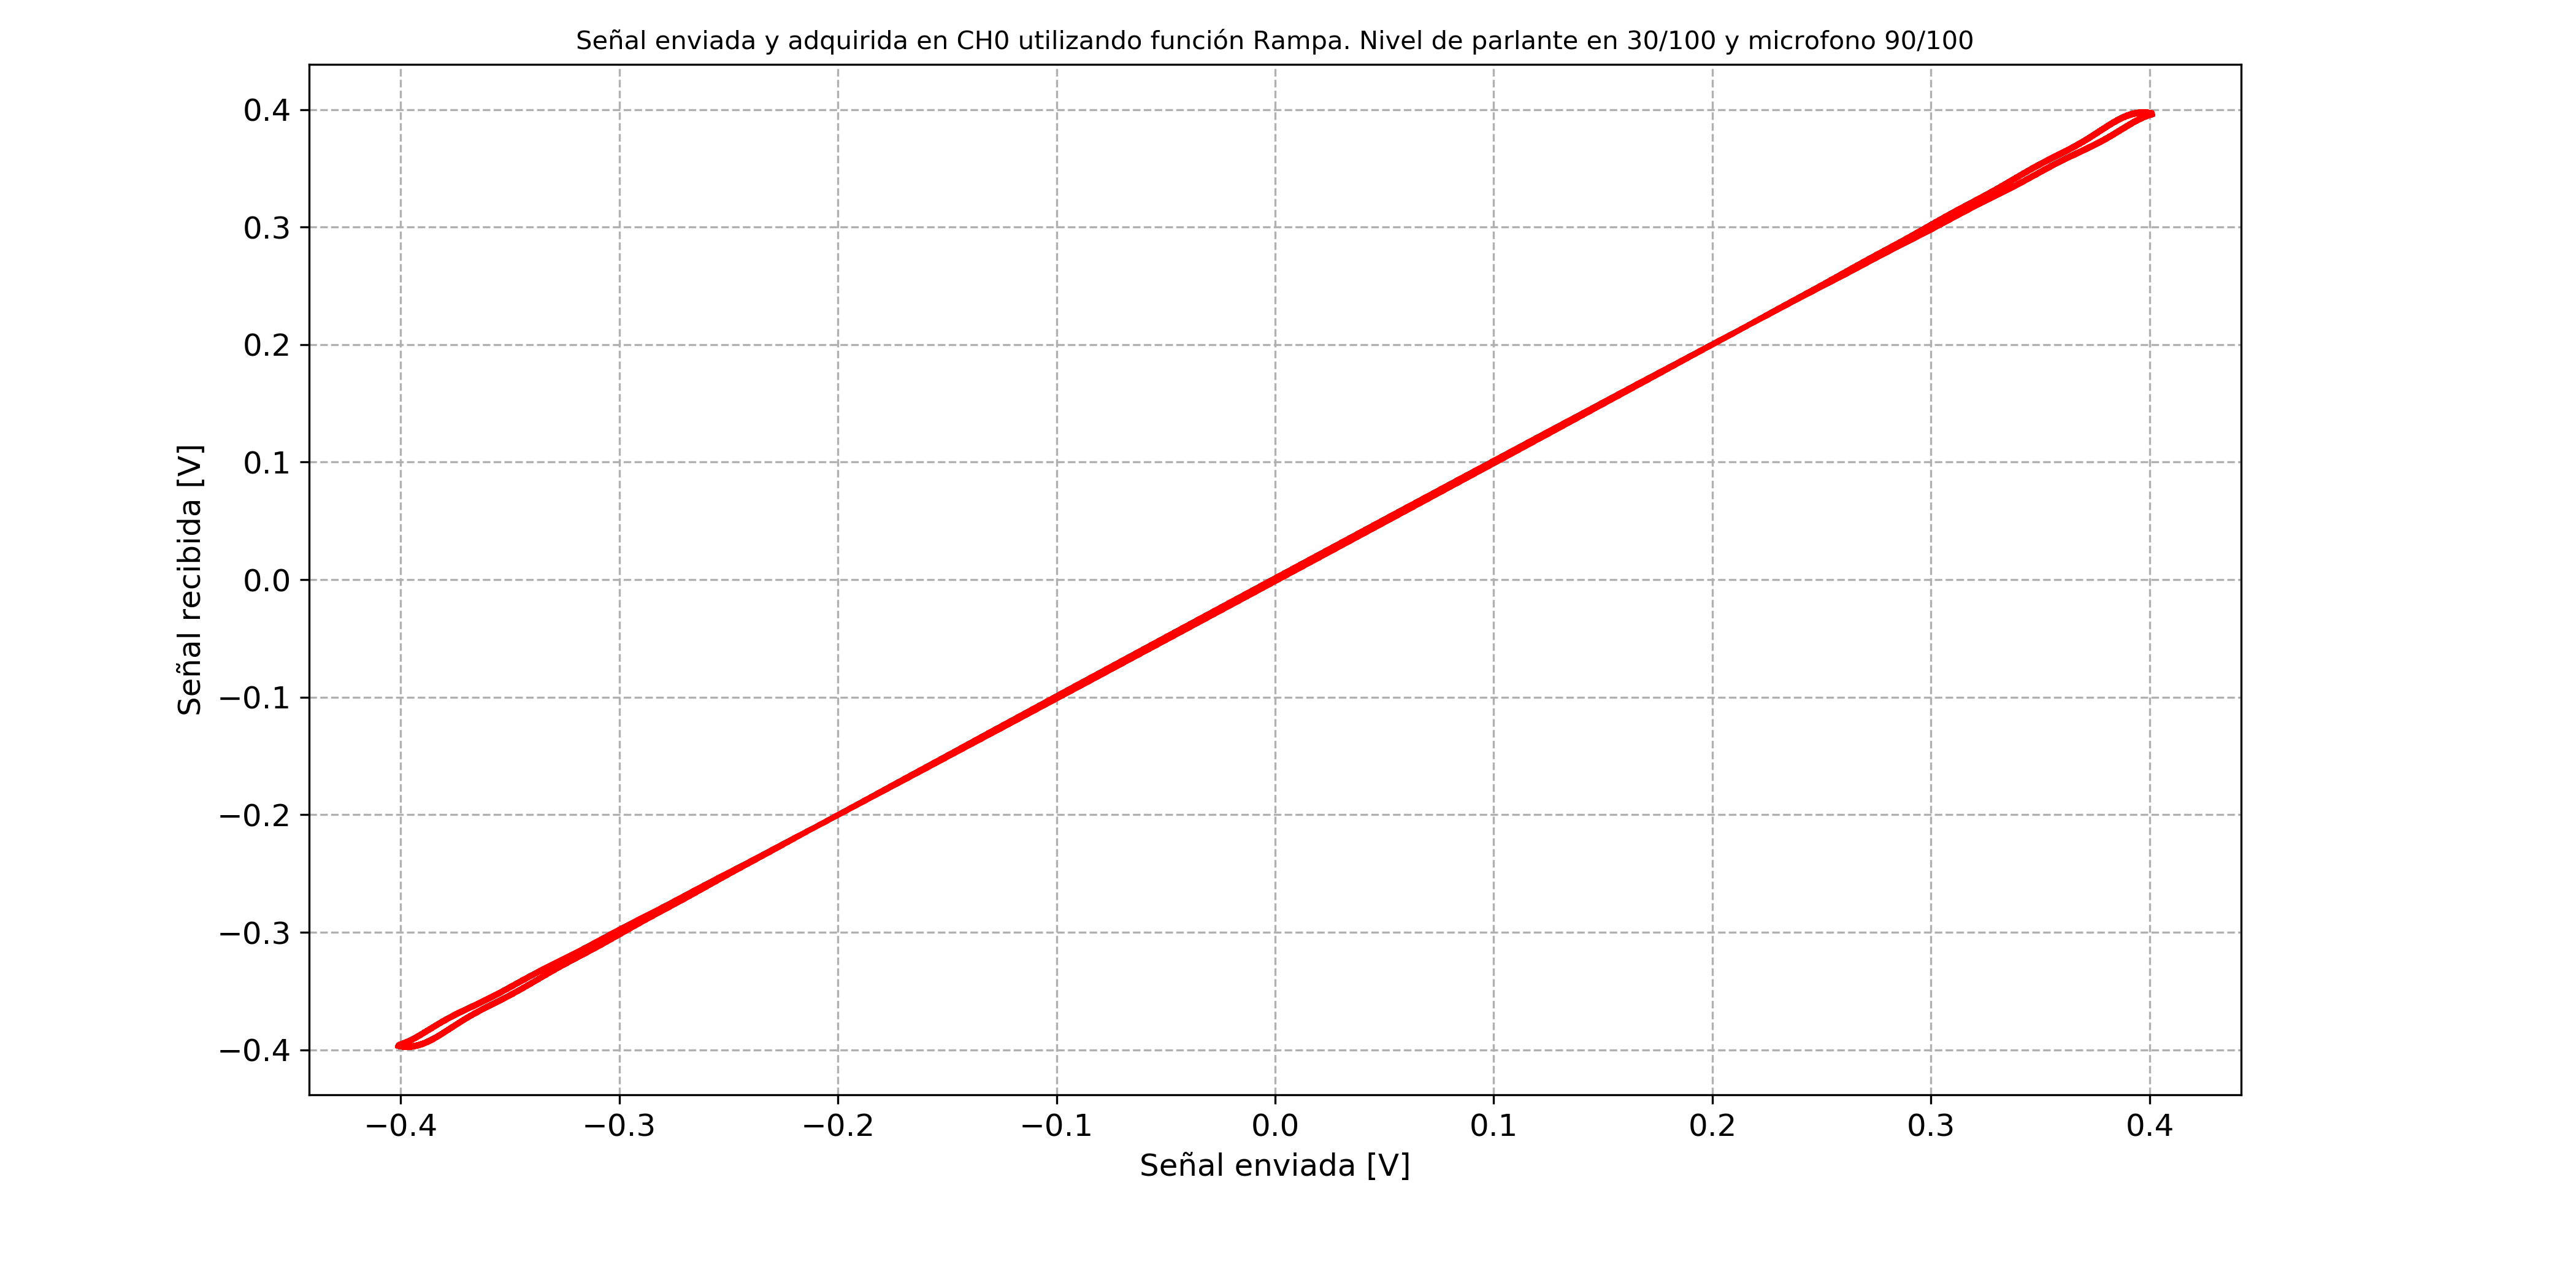 Señal enviada y adquirida en CH0 utilizando función Rampa. Nivel de parlante en 30/100 y microfono 90/100
0.4
0.3
0.2
0.1
0.0
−0.1
−0.2
−0.3
−0.4
Señal recibida [V]
−0.4 −0.3 −0.2 −0.1 0.0 0.1 0.2 0.3 0.4
Señal enviada [V]